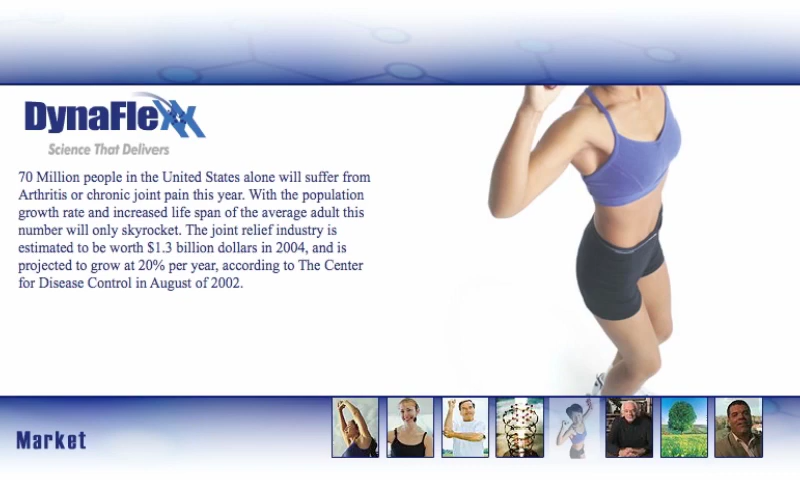 DynaFlexx
Science That Delivers
70 Million people in the United States alone will suffer from
Arthritis or chronic joint pain this year. With the population
growth rate and increased life span of the average adult this
number will only skyrocket. The joint relief industry is
estimated to be worth $1.3 billion dollars in 2004, and is
projected to grow at 20% per year, according to The Center
for Disease Control in August of 2002.
Market